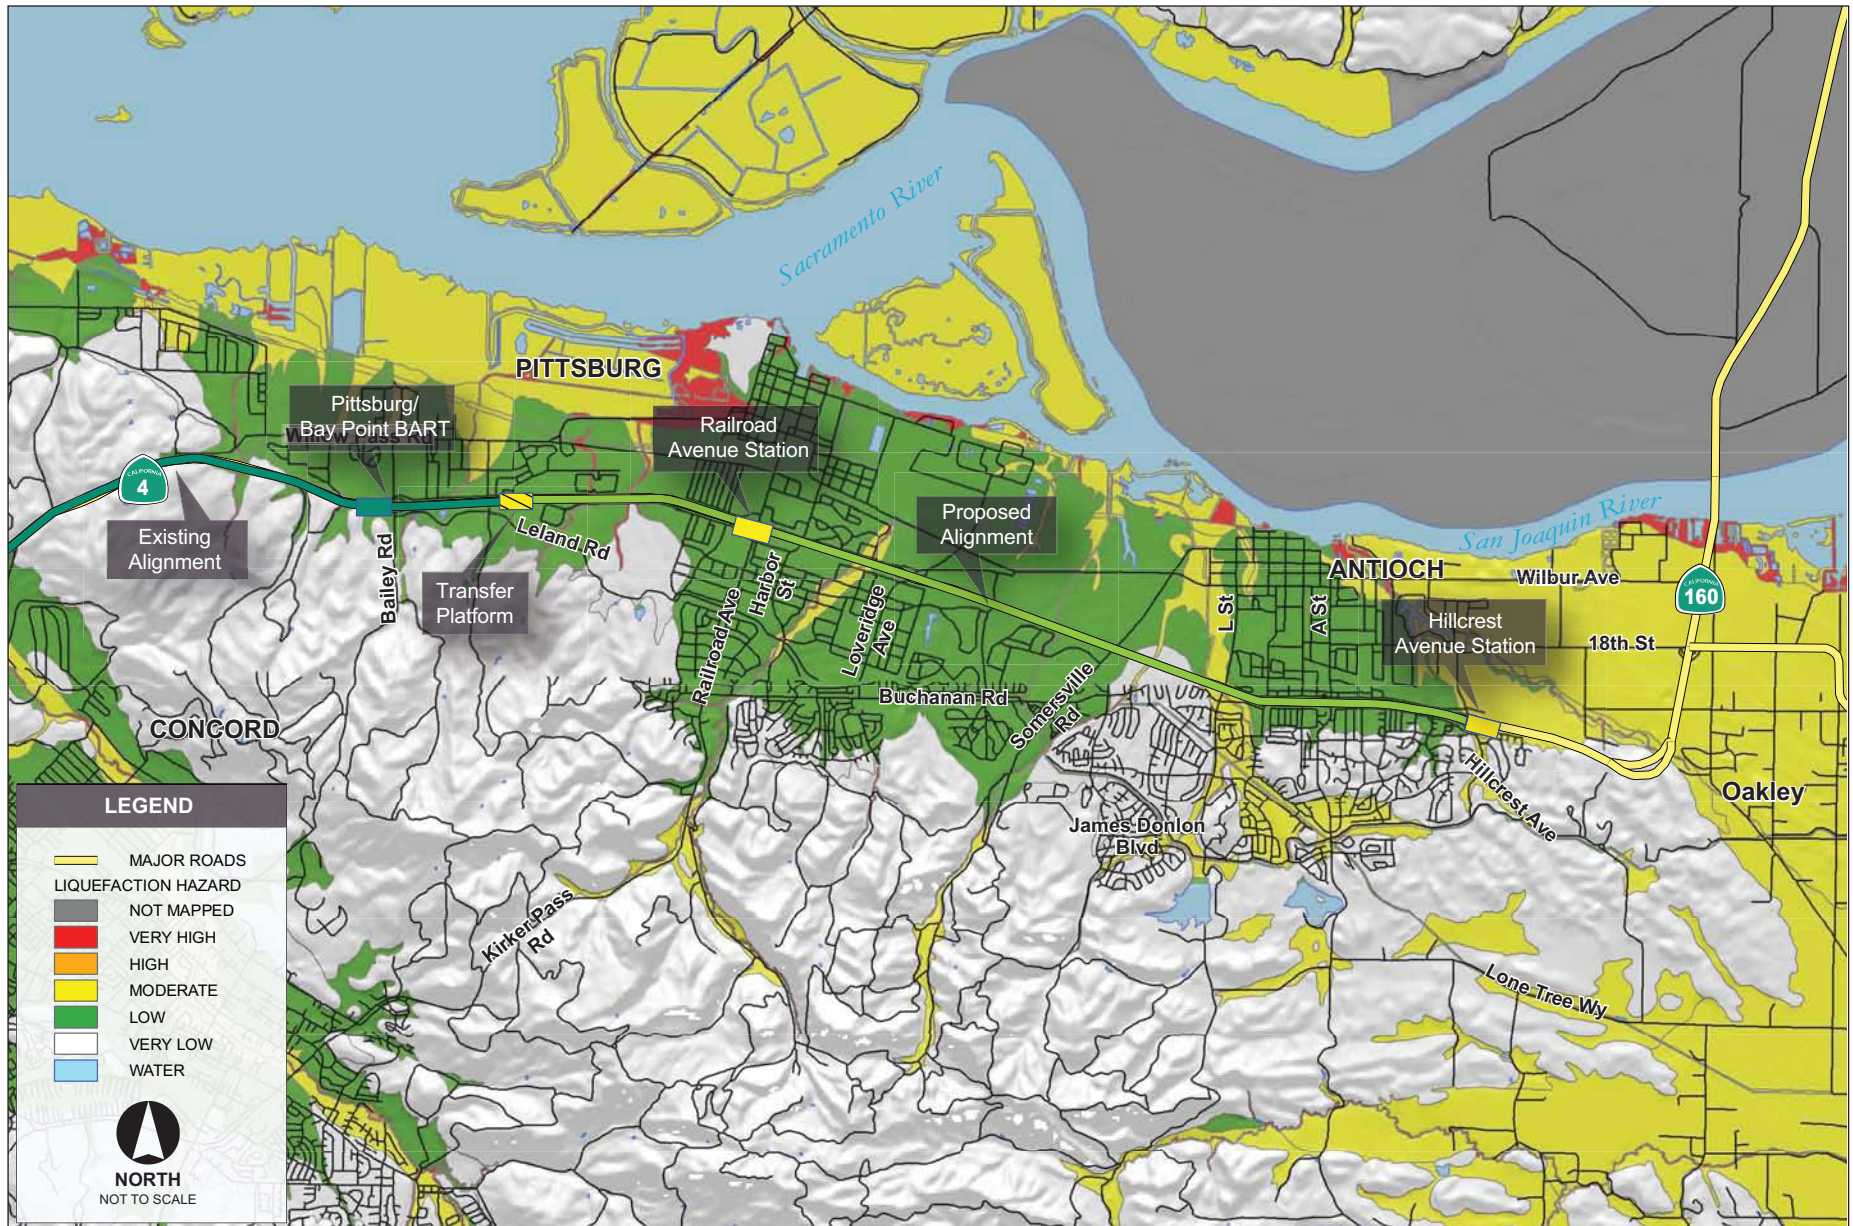 Sacramento River
PITTSBURG
Pittsburg/
Bay Point BART
Willow Pass Rd
Railroad
Avenue Station
CALIFORNIA
4
Existing
Alignment
Leland Rd
Proposed
Alignment
San Joaquin River
Bailey Rd
Transfer
Platform
Harbor
St
Railroad Ave
Loveridge
Ave
L St
A St
ANTIOCH
Wilbur Ave
CALIFORNIA
160
Hillcrest
Avenue Station
18th St
Buchanan Rd
Somersville
Rd
CONCORD
Hillcrest Ave
Oakley
James Donlon
Blvd
Kirker Pass
Rd
Lone Tree Wy
LEGEND
MAJOR ROADS
LIQUEFACTION HAZARD
NOT MAPPED
VERY HIGH
HIGH
MODERATE
LOW
VERY LOW
WATER
NORTH
NOT TO SCALE